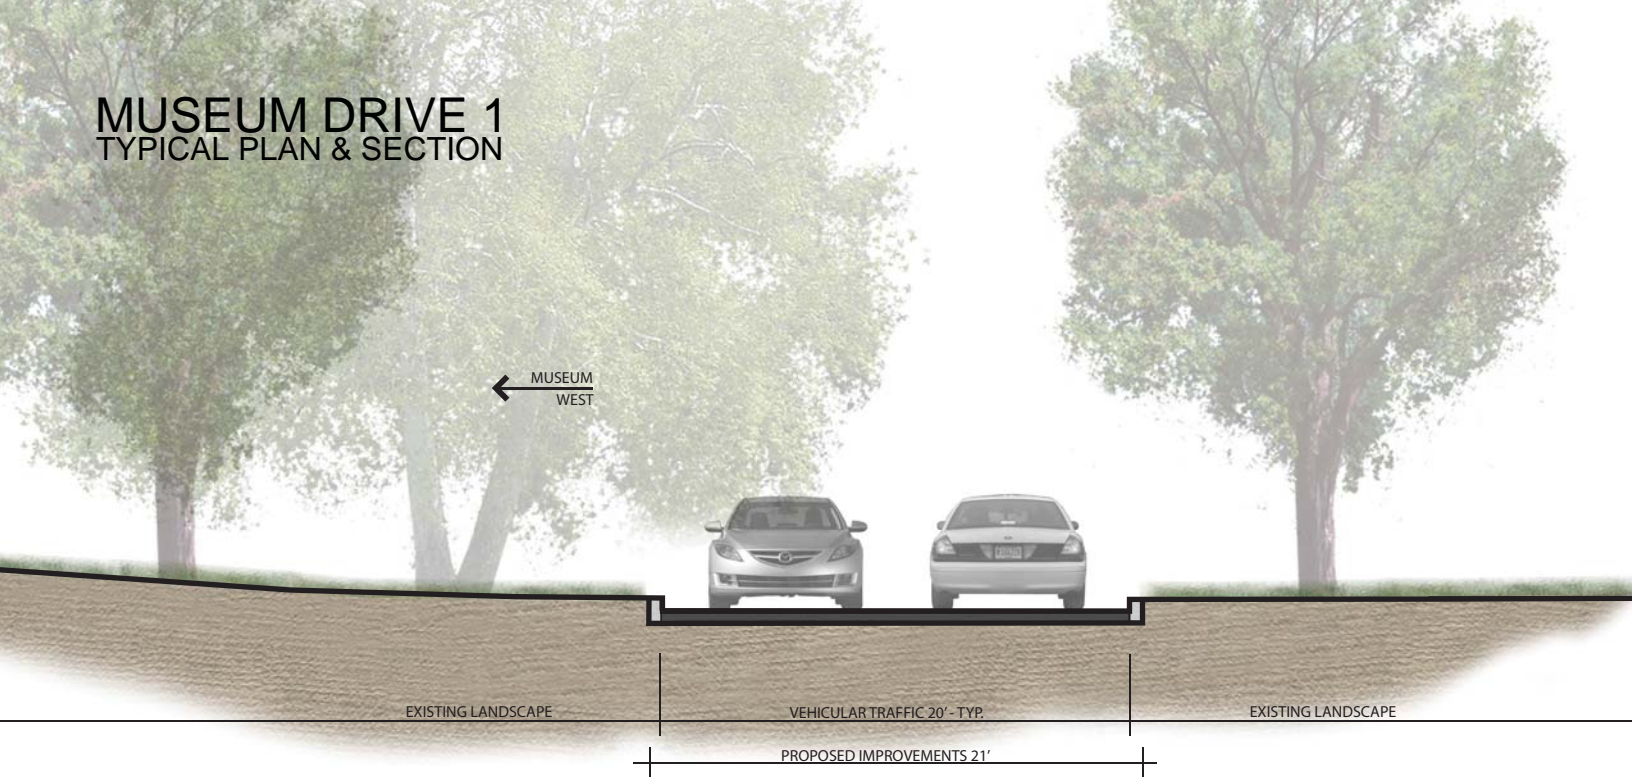 MUSEUM DRIVE 1
TYPICAL PLAN & SECTION
MUSEUM
WEST
EXISTING LANDSCAPE
VEHICULAR TRAFFIC 20' - TYP.
EXISTING LANDSCAPE
PROPOSED IMPROVEMENTS 21'